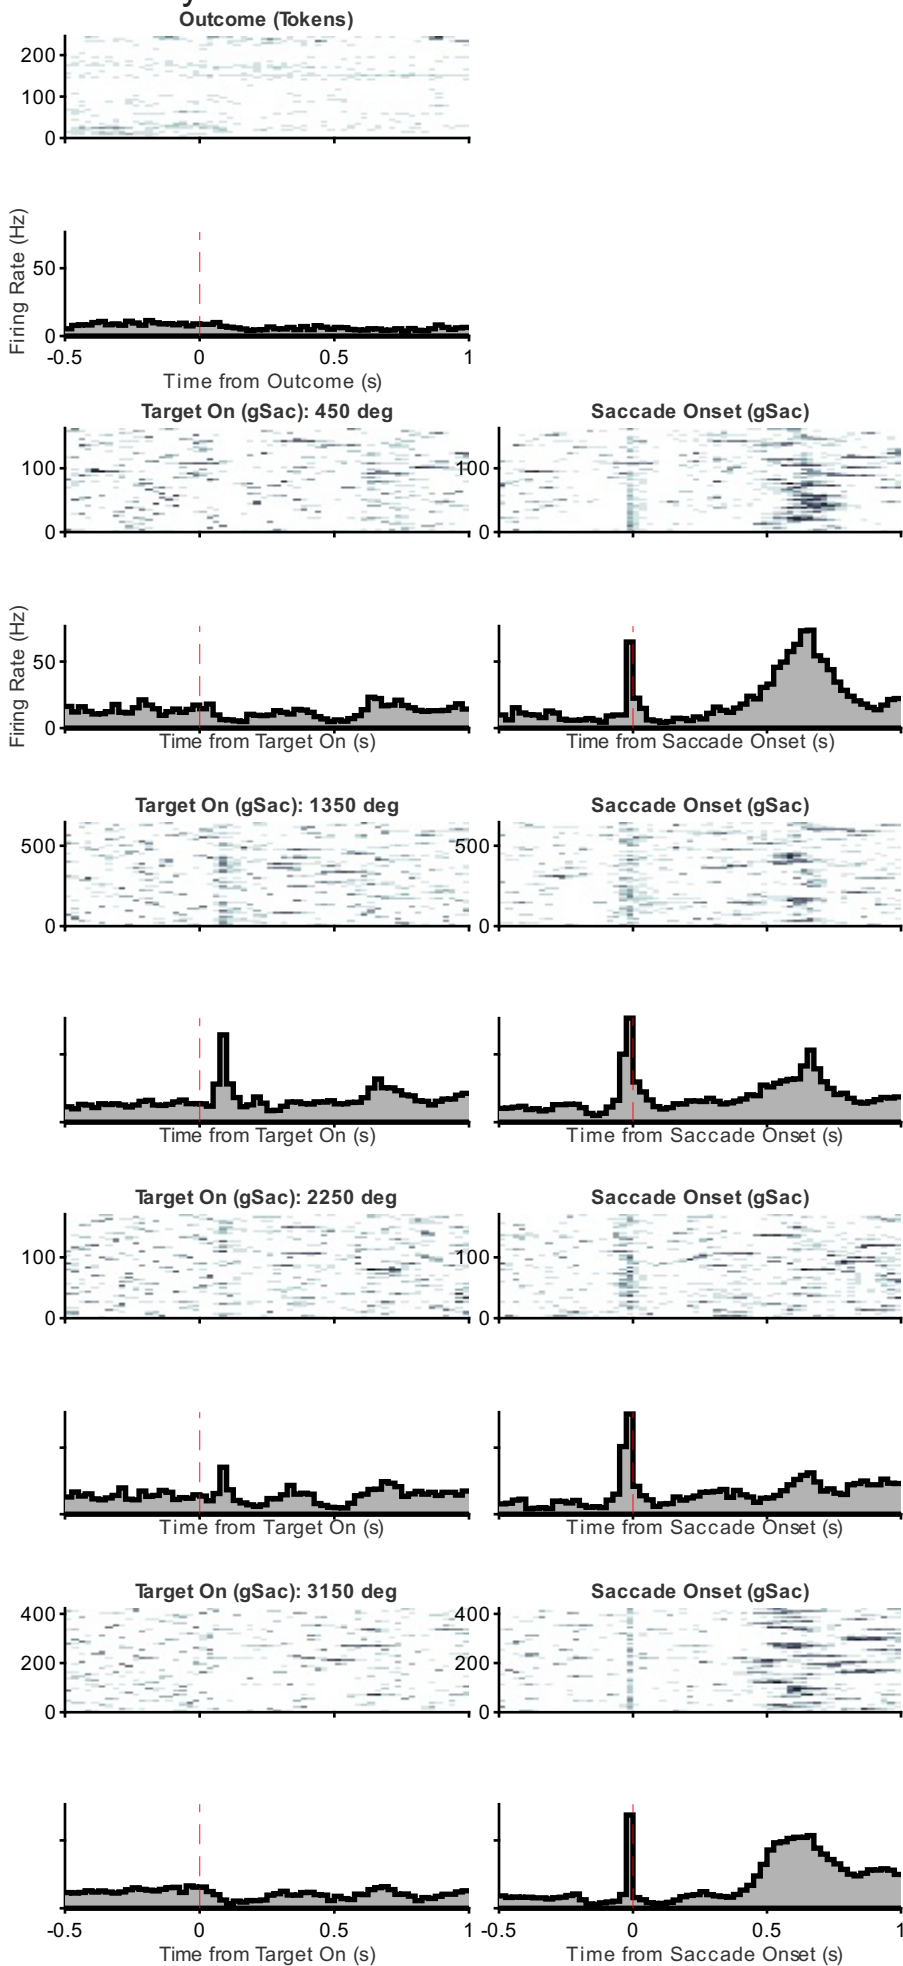 Outcome (Tokens)
200
100
0
Firing Rate (Hz)
50
0
-0.5 0 0.5 1
Time from Outcome (s)
Target On (gSac): 450 deg Saccade Onset (gSac)
100 100
0 0
Firing Rate (Hz)
50
0
Time from Target On (s) Time from Saccade Onset (s)
Target On (gSac): 1350 deg Saccade Onset (gSac)
500 500
0 0
Time from Target On (s) Time from Saccade Onset (s)
Target On (gSac): 2250 deg Saccade Onset (gSac)
100 100
0 0
Time from Target On (s) Time from Saccade Onset (s)
Target On (gSac): 3150 deg Saccade Onset (gSac)
400 400
200 200
0 0
-0.5 0 0.5 1 -0.5 0 0.5 1
Time from Target On (s) Time from Saccade Onset (s)